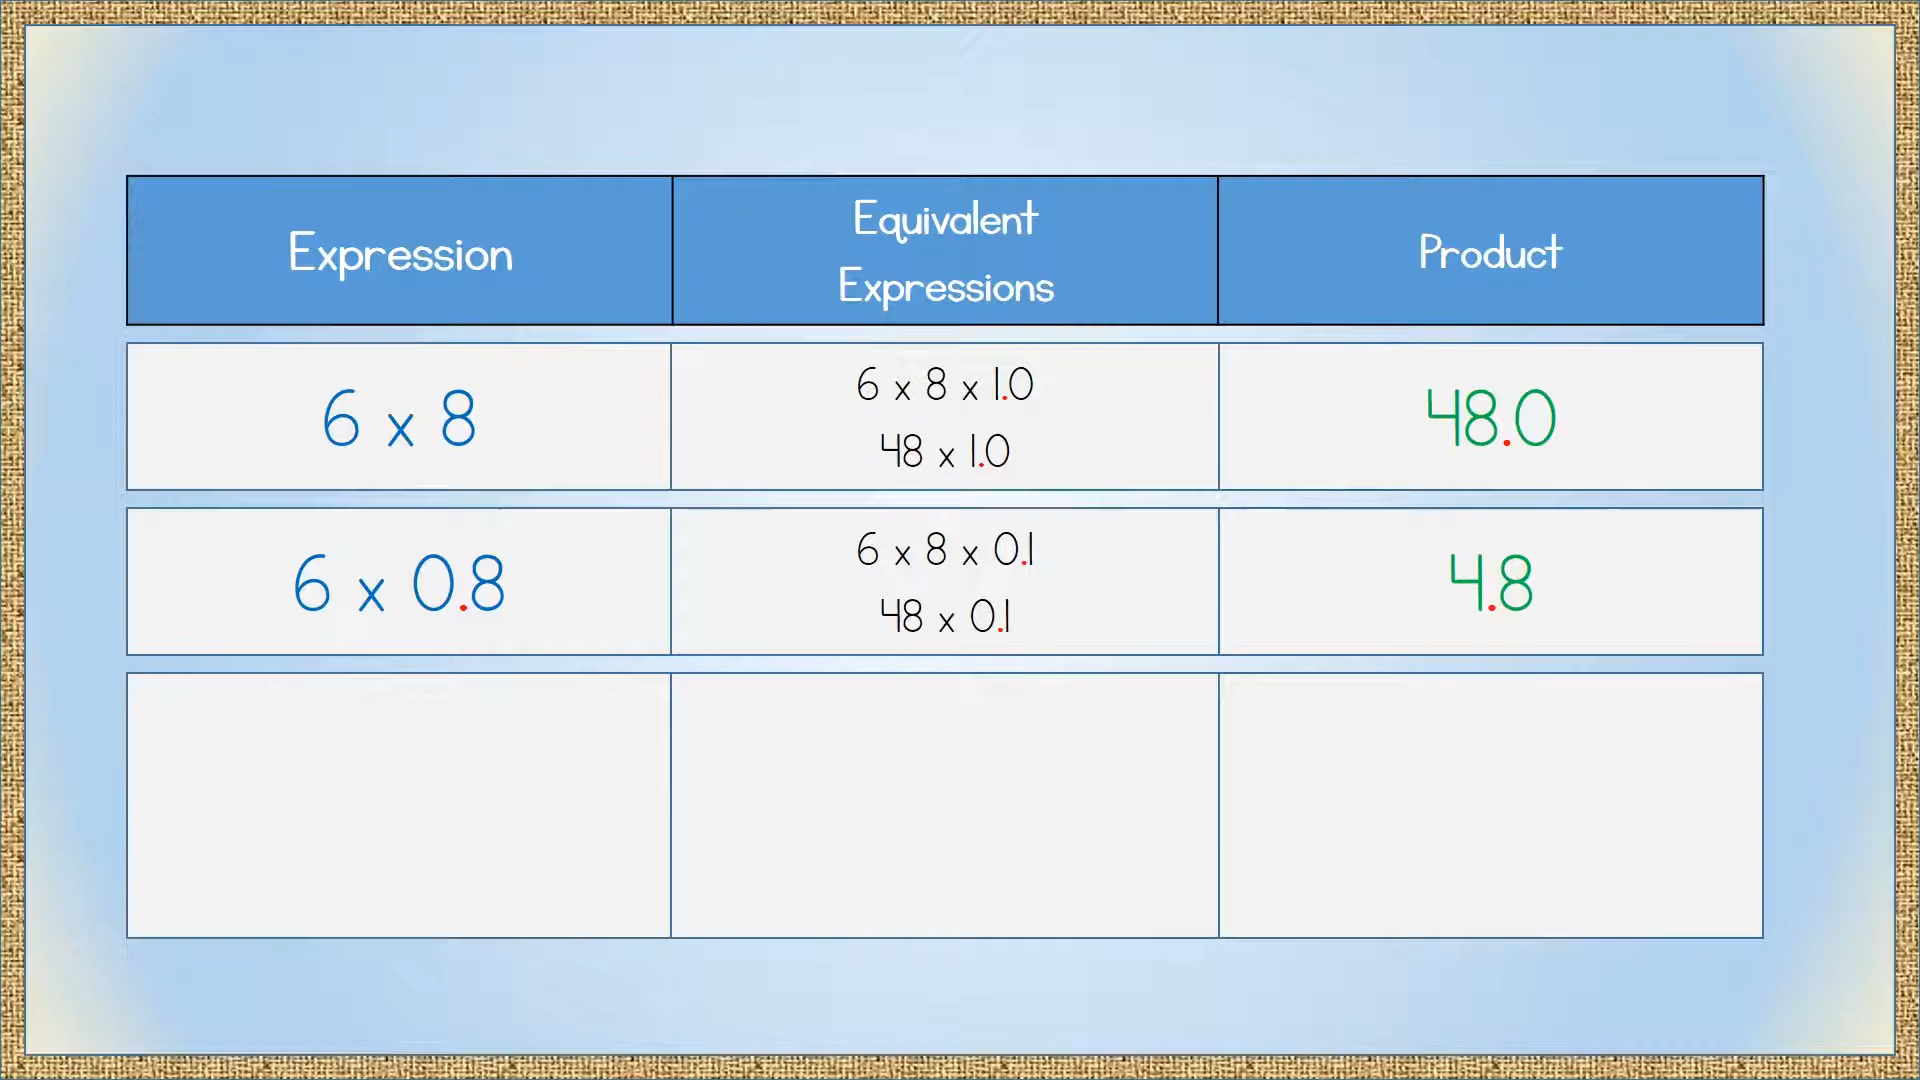 Expression
Equivalent
Expressions
Product
6 x 8
6 x 8 x 1.0
48 x 1.0
48.0
6 x 0.8
6 x 8 x 0.1
48 x 0.1
4.8